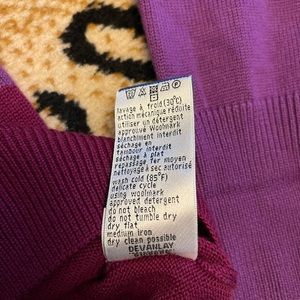 lavage à froid (30°C)
action mécanique réduite
utiliser un détergent
approuvé Woolmark
blanchiment interdit
séchage en
tambour interdit
séchage à plat
repassage fer moyen
nettoyage à sec autorisé
wash cold (85°F)
delicate cycle
using woolmark
approved detergent
do not bleach
do not tumble dry
dry flat
medium iron
dry clean possible
DEVANLAY